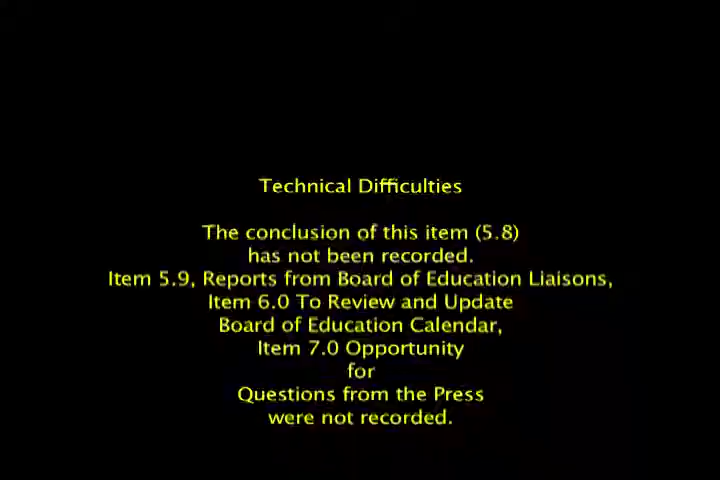 Technical Difficulties
The conclusion of this item (5.8)
has not been recorded.
Item 5.9, Reports from Board of Education Liaisons,
Item 6.0 To Review and Update
Board of Education Calendar,
Item 7.0 Opportunity
for
Questions from the Press
were not recorded.